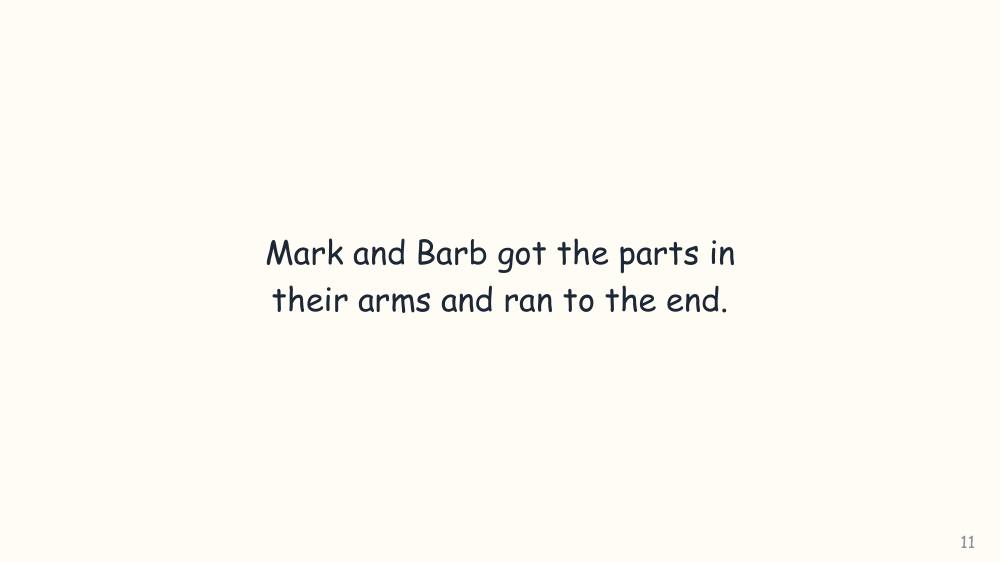 Mark and Barb got the parts in
their arms and ran to the end.
11